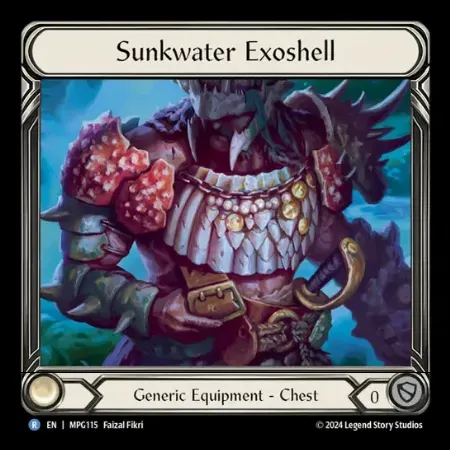 Sunkwater Exoshell
Generic Equipment - Chest
0
R EN | MPG115 Faizal Fikri
© 2024 Legend Story Studios